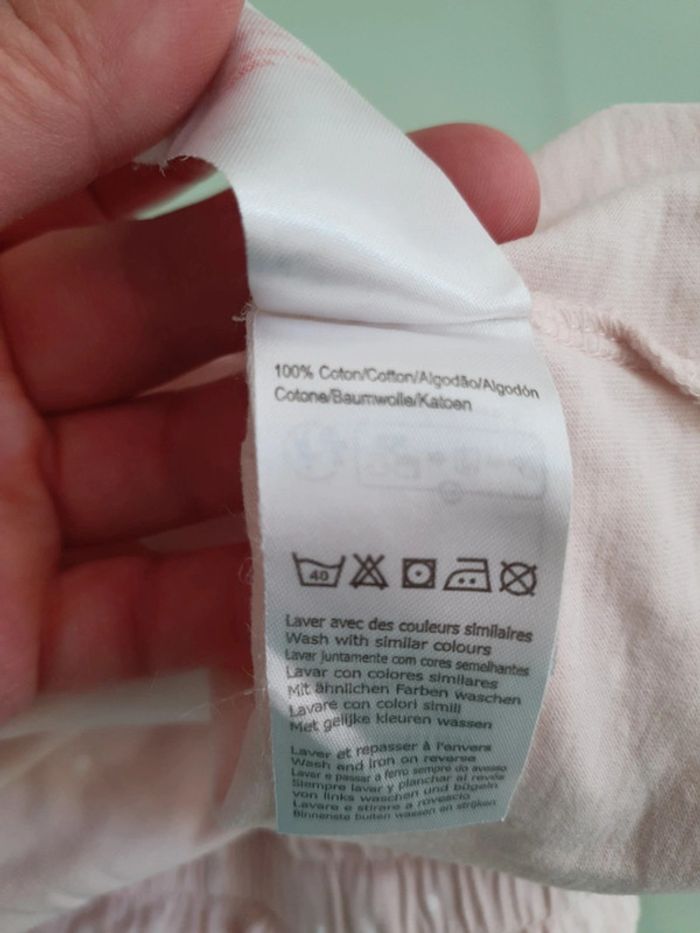 100% Coton/Cotton/Algodão/Algodón
Cotone/Baumwolle/Katoen
40
Laver avec des couleurs similaires
Wash with similar colours
Lavar juntamente com cores semelhantes
Lavar con colores similares
Mit ähnlichen Farben waschen
Lavare con colori simili
Met gelijke kleuren wassen
Laver et repasser à l'envers
Wash and iron on reverse
Lavar e passar a ferro sempre do avesso
Siempre lavar y planchar al revés
von links waschen und bügeln
Lavare e stirare a rovescio
Binnenste buiten wassen en strijken